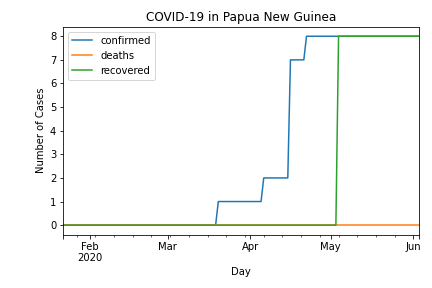 COVID-19 in Papua New Guinea
confirmed
deaths
recovered
8
7
6
5
4
3
2
1
0
Number of Cases
Feb Mar Apr May Jun
2020
Day